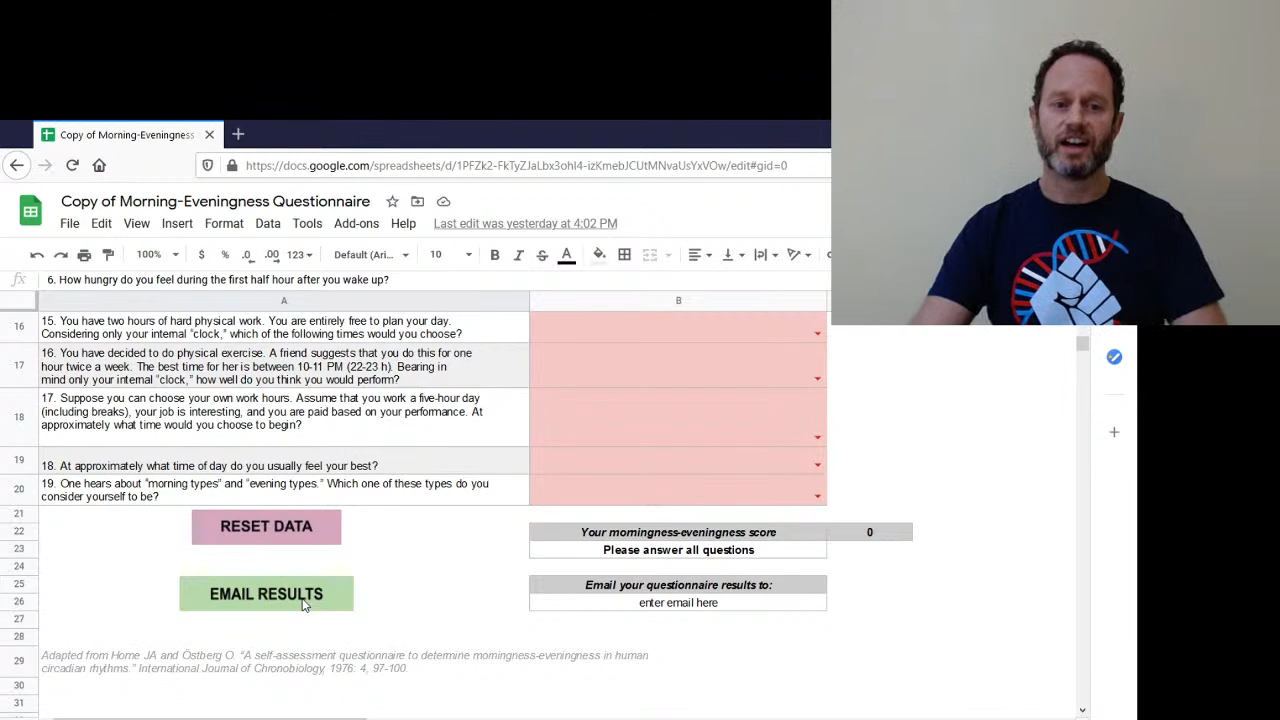 Copy of Morning-Eveningness
https://docs.google.com/spreadsheets/d/1PFZk2-FkTyZJaLbx3ohI4-izKmebJCUtMNvaUsYxVOw/edit#gid=0
Copy of Morning-Eveningness Questionnaire
File Edit View Insert Format Data Tools Add-ons Help Last edit was yesterday at 4:02 PM
100% $ % .0 .00 123 Default (Ari... 10 B I S A
fx 6. How hungry do you feel during the first half hour after you wake up?
A B
16 15. You have two hours of hard physical work. You are entirely free to plan your day.
Considering only your internal “clock,” which of the following times would you choose?
16. You have decided to do physical exercise. A friend suggests that you do this for one
17 hour twice a week. The best time for her is between 10-11 PM (22-23 h). Bearing in
mind only your internal “clock,” how well do you think you would perform?
17. Suppose you can choose your own work hours. Assume that you work a five-hour day
18 (including breaks), your job is interesting, and you are paid based on your performance. At
approximately what time would you choose to begin?
19 18. At approximately what time of day do you usually feel your best?
20 19. One hears about “morning types” and “evening types.” Which one of these types do you
consider yourself to be?
21
RESET DATA
22 Your morningness-eveningness score 0
23 Please answer all questions
24
25 Email your questionnaire results to:
EMAIL RESULTS
26 enter email here
27
28
29 Adapted from Horne JA and Östberg O. “A self-assessment questionnaire to determine morningness-eveningness in human
circadian rhythms.” International Journal of Chronobiology, 1976: 4, 97-100.
30
31